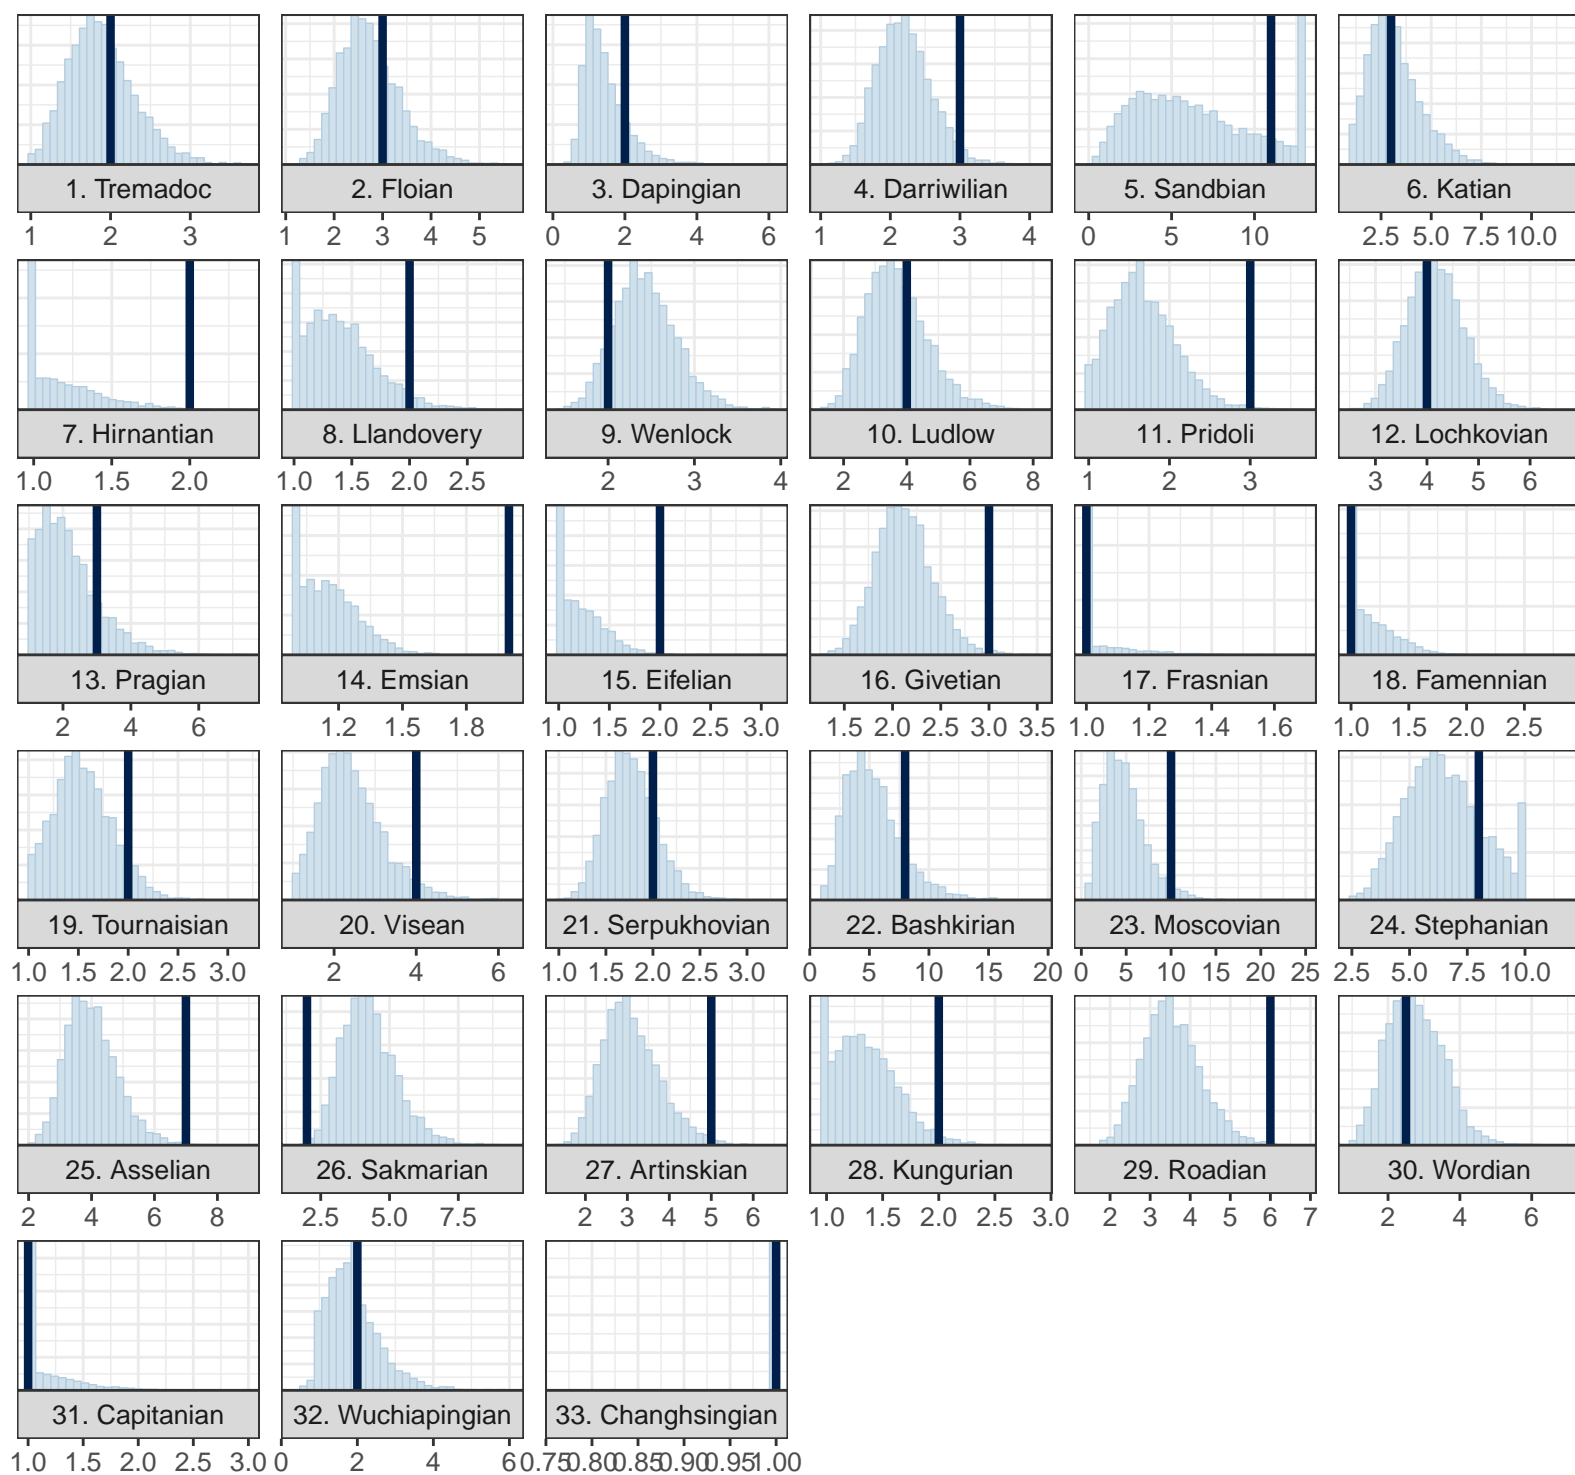 1. Tremadoc 2. Floian 3. Dapingian 4. Darriwilian 5. Sandbian 6. Katian
1 2 3 1 2 3 4 5 0 2 4 6 1 2 3 4 0 5 10 2.5 5.0 7.5 10.0
7. Hirnantian 8. Llandovery 9. Wenlock 10. Ludlow 11. Pridoli 12. Lochkovian
1.0 1.5 2.0 1.0 1.5 2.0 2.5 2 3 4 2 4 6 8 1 2 3 3 4 5 6
13. Pragian 14. Emsian 15. Eifelian 16. Givetian 17. Frasnian 18. Famennian
2 4 6 1.2 1.5 1.8 1.0 1.5 2.0 2.5 3.0 1.5 2.0 2.5 3.0 3.5 1.0 1.2 1.4 1.6 1.0 1.5 2.0 2.5
19. Tournaisian 20. Visean 21. Serpukhovian 22. Bashkirian 23. Moscovian 24. Stephanian
1.0 1.5 2.0 2.5 3.0 2 4 6 1.0 1.5 2.0 2.5 3.0 0 5 10 15 20 0 5 10 15 20 25 2.5 5.0 7.5 10.0
25. Asselian 26. Sakmarian 27. Artinskian 28. Kungurian 29. Roadian 30. Wordian
2 4 6 8 2.5 5.0 7.5 2 3 4 5 6 1.0 1.5 2.0 2.5 3.0 2 3 4 5 6 7 2 4 6
31. Capitanian 32. Wuchiapingian 33. Changhsingian
1.0 1.5 2.0 2.5 3.0 0 2 4 6 0.75 0.80 0.85 0.90 0.95 1.00